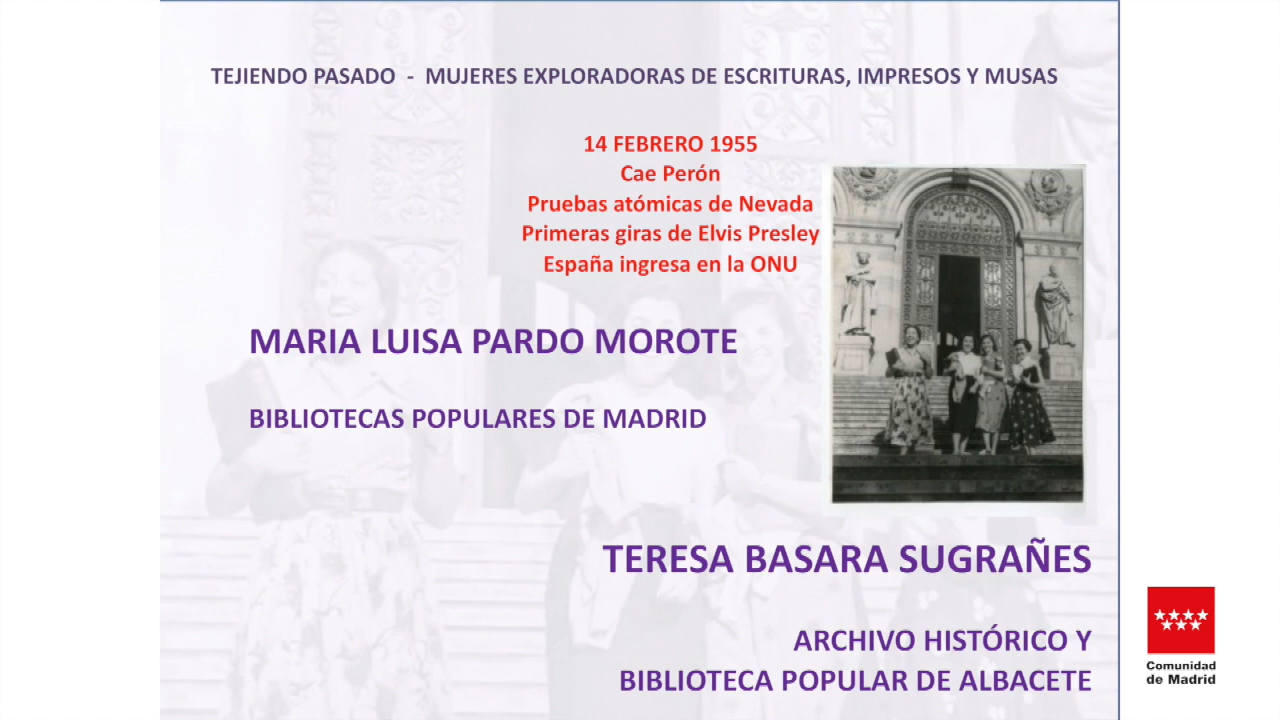 TEJIENDO PASADO - MUJERES EXPLORADORAS DE ESCRITURAS, IMPRESOS Y MUSAS
14 FEBRERO 1955
Cae Perón
Pruebas atómicas de Nevada
Primeras giras de Elvis Presley
España ingresa en la ONU
MARIA LUISA PARDO MOROTE
BIBLIOTECAS POPULARES DE MADRID
TERESA BASARA SUGRAÑES
ARCHIVO HISTÓRICO Y
BIBLIOTECA POPULAR DE ALBACETE
Comunidad
de Madrid